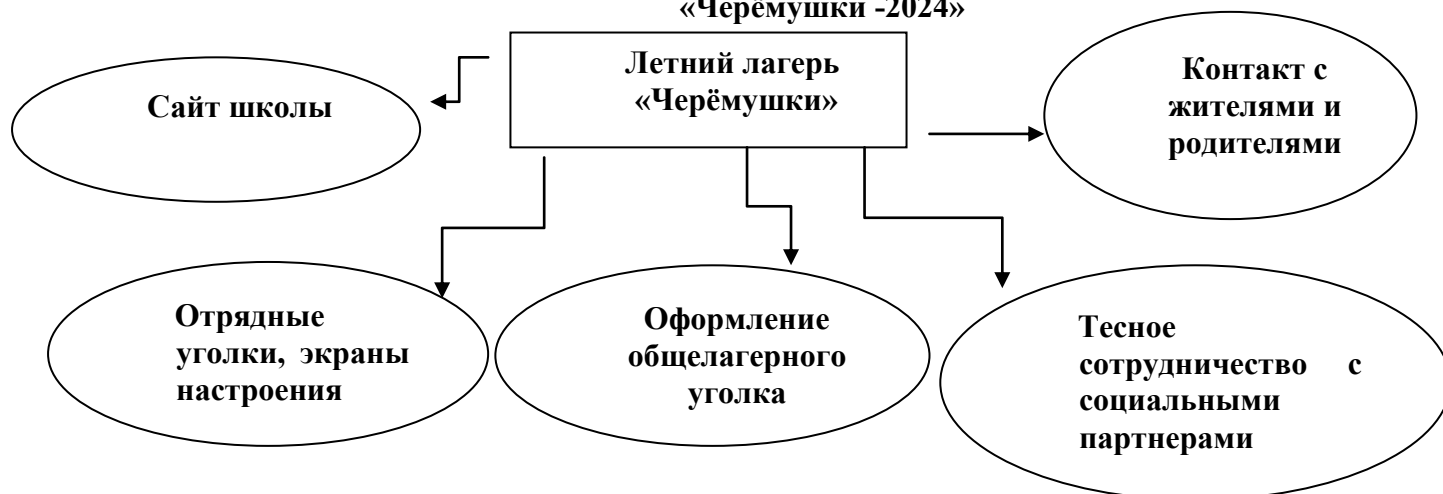 «Черёмушки -2024»
Летний лагерь
«Черёмушки»
Сайт школы
Контакт с
жителями и
родителями
Отрядные
уголки, экраны
настроения
Оформление
общелагерного
уголка
Тесное
сотрудничество с
социальными
партнерами